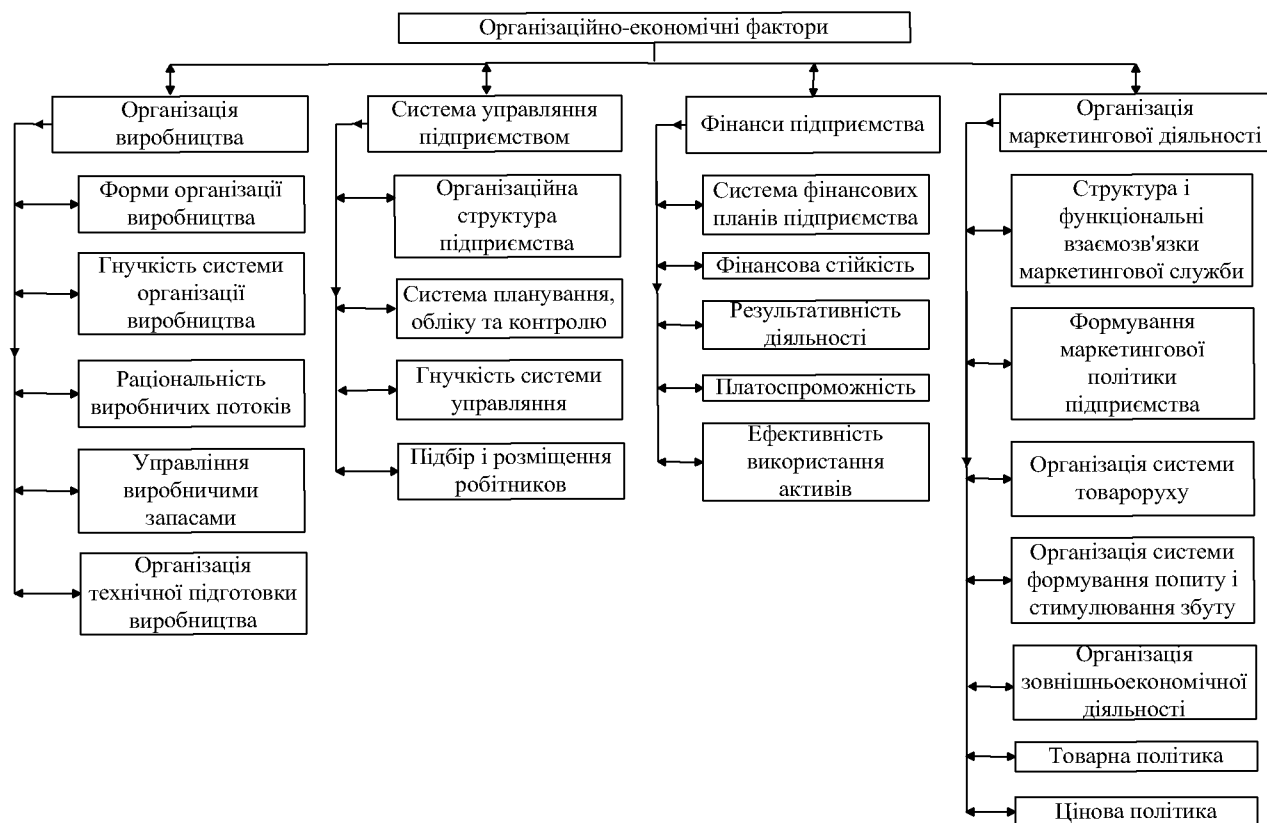 Організаційно-економічні фактори
Організація
виробництва
Форми організації
виробництва
Гнучкість системи
організації
виробництва
Раціональність
виробничих потоків
Управління
виробничими
запасами
Організація
технічної підготовки
виробництва
Система управляння
підприємством
Організаційна
структура
підприємства
Система планування,
обліку та контролю
Гнучкість системи
управляння
Підбір і розміщення
робітников
Фінанси підприємства
Система фінансових
планів підприємства
Фінансова стійкість
Результативність
діяльності
Платоспроможність
Ефективність
використання
активів
Організація
маркетингової діяльності
Структура і
функціональні
взаємозв'язки
маркетингової служби
Формування
маркетингової
політики
підприємства
Організація системи
товароруху
Організація системи
формування попиту і
стимулювання збуту
Організація
зовнішньоекономічної
діяльності
Товарна політика
Цінова політика